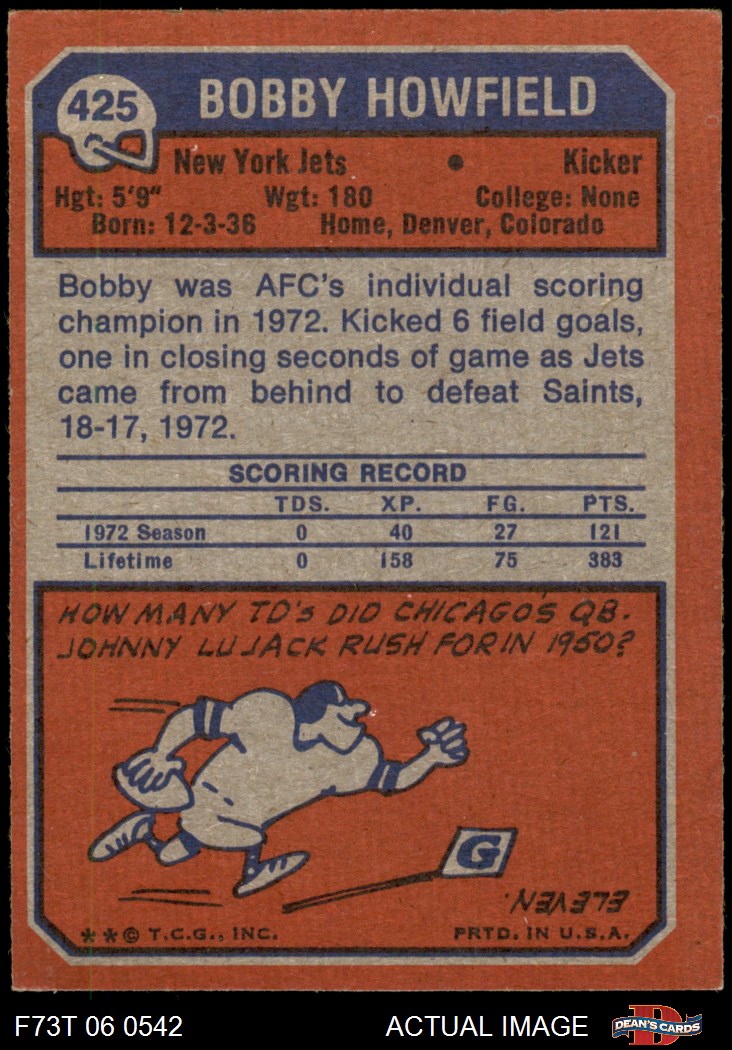 425
BOBBY HOWFIELD
New York Jets • Kicker
Hgt: 5'9" Wgt: 180 College: None
Born: 12-3-36 Home, Denver, Colorado
Bobby was AFC's individual scoring
champion in 1972. Kicked 6 field goals,
one in closing seconds of game as Jets
came from behind to defeat Saints,
18-17, 1972.
SCORING RECORD
TDS. XP. FG. PTS.
1972 Season 0 40 27 121
Lifetime 0 158 75 383
HOW MANY TD'S DID CHICAGO'S QB.
JOHNNY LUJACK RUSH FOR IN 1950?
G
ELEVEN.
**© T.C.G., INC. PRTD. IN U.S.A.
F73T 06 0542 ACTUAL IMAGE D DEAN'S CARDS